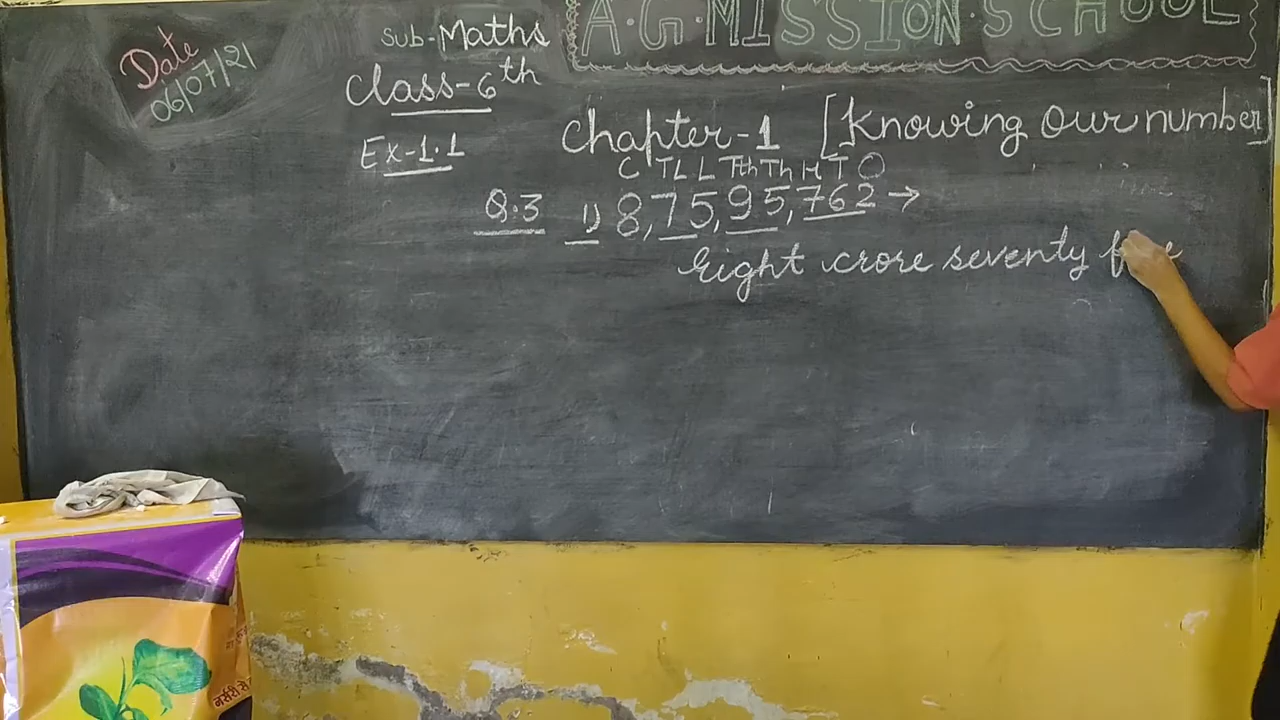 A.G.MISSION.SCHOOL
Date
06/07/21
SUB-Maths
Class-6th
Ex-1.1
Chapter-1 [Knowing Our number]
C TL L Tth Th H T O
Q.3 1) 8,75,95,762 →
Eight crore seventy